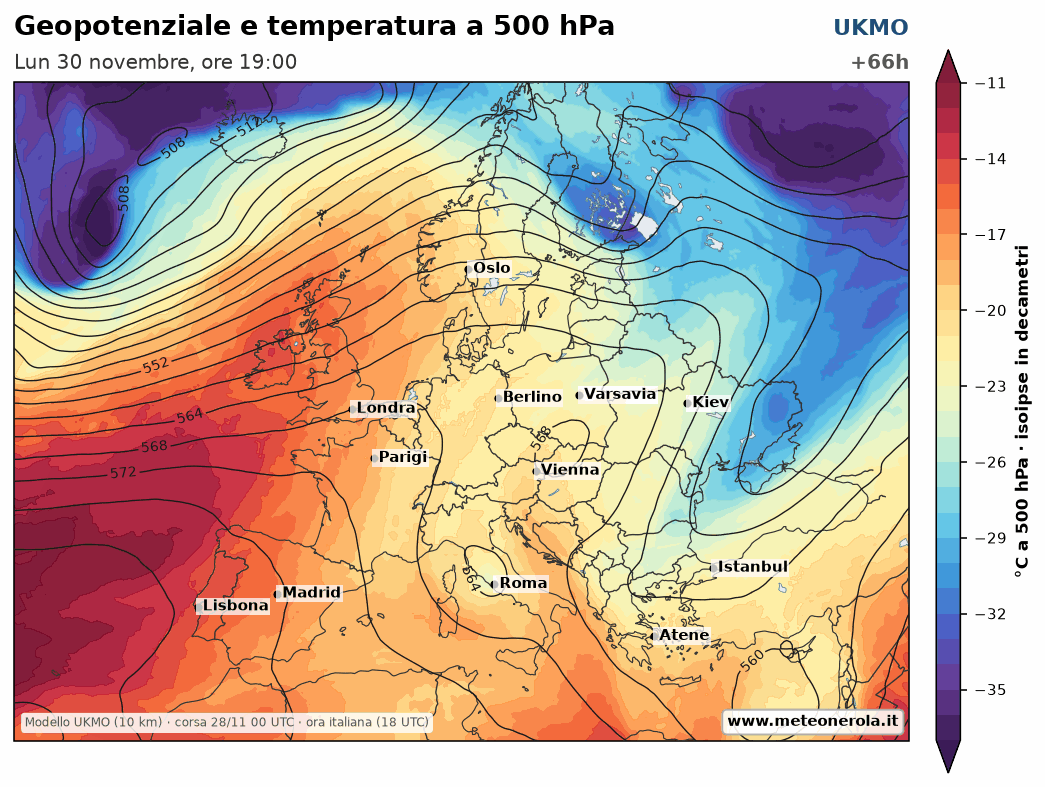 Geopotenziale e temperatura a 500 hPa
UKMO
Lun 30 novembre, ore 19:00
+66h
512
508
508
Oslo
552
564
568
572
Londra
Parigi
Berlino
Varsavia
Kiev
568
Vienna
564
Roma
Istanbul
Lisbona
Madrid
Atene
560
Modello UKMO (10 km) · corsa 28/11 00 UTC · ora italiana (18 UTC)
www.meteonerola.it
−11
−14
−17
−20
−23
−26
−29
−32
−35
°C a 500 hPa · isoipse in decametri